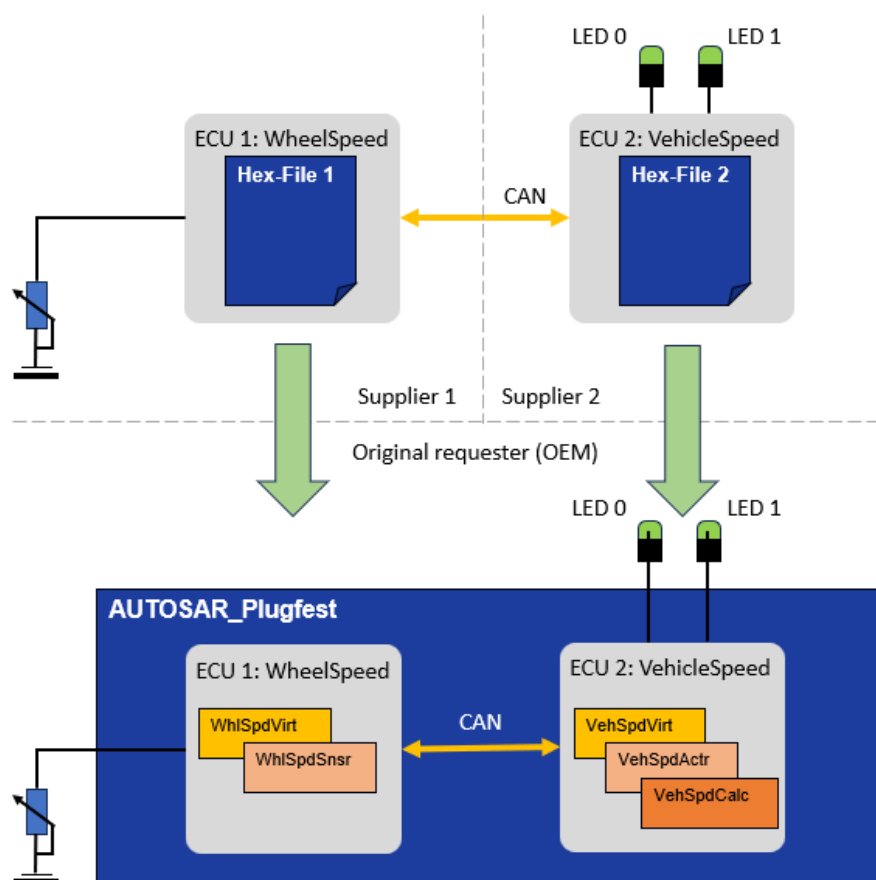 LED 0
LED 1
ECU 1: WheelSpeed
ECU 2: VehicleSpeed
Hex-File 1
Hex-File 2
CAN
Supplier 1
Supplier 2
Original requester (OEM)
LED 0
LED 1
AUTOSAR_Plugfest
ECU 1: WheelSpeed
ECU 2: VehicleSpeed
WhlSpdVirt
WhlSpdSnsr
CAN
VehSpdVirt
VehSpdActr
VehSpdCalc